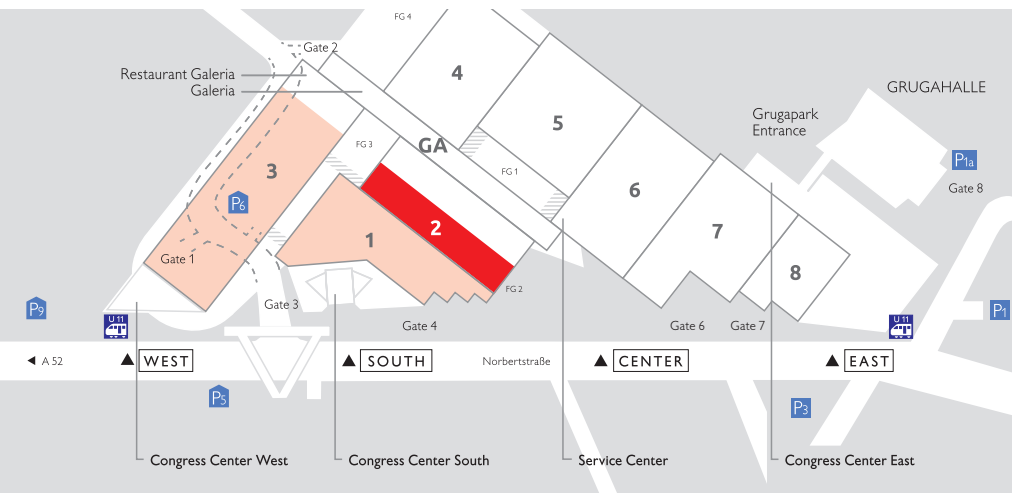 FG 4
Gate 2
Restaurant Galeria
Galeria
4
GRUGAHALLE
Grugapark
Entrance
5
GA
FG 3
P1a
3
FG 1
Gate 8
6
P6
2
7
1
Gate 1
8
FG 2
P9
Gate 3
P1
U 11
Gate 4
Gate 6
Gate 7
U 11
A 52
WEST
SOUTH
Norbertstraße
CENTER
EAST
P5
P3
Congress Center West
Congress Center South
Service Center
Congress Center East